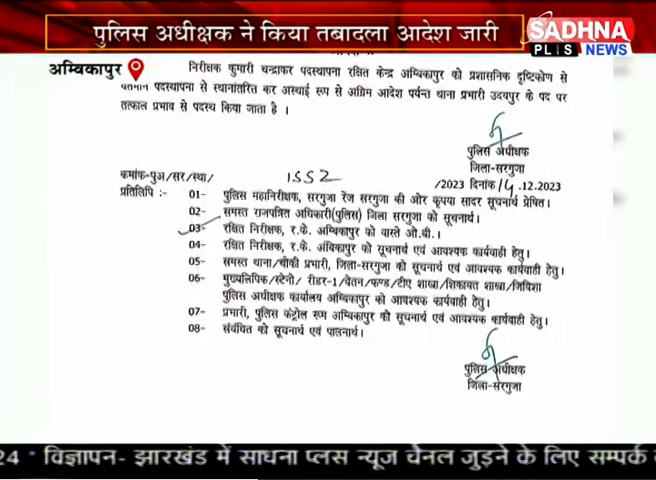 पुलिस अधीक्षक ने किया तबादला आदेश जारी
SADHNA
PLUS NEWS
अम्बिकापुर
निरीक्षक कुमारी चन्द्राकर पदस्थापना रक्षित केन्द्र अम्बिकापुर को प्रशासनिक दृष्टिकोण से
वर्तमान पदस्थापना से स्थानांतरित कर अस्थाई रूप से अग्रिम आदेश पर्यन्त थाना प्रभारी उदयपुर के पद पर
तत्काल प्रभाव से पदस्थ किया जाता है ।
पुलिस अधीक्षक
जिला-सरगुजा
कमांक-पुअ/सर/स्था/ 1552 /2023 दिनांक 14.12.2023
प्रतिलिपि :-
01- पुलिस महानिरीक्षक, सरगुजा रेंज सरगुजा की ओर कृपया सादर सूचनार्थ प्रेषित।
02- समस्त राजपत्रित अधिकारी(पुलिस) जिला सरगुजा को सूचनार्थ।
03- रक्षित निरीक्षक, र.के. अम्बिकापुर को वास्ते ओ.बी.।
04- रक्षित निरीक्षक, र.के. अंबिकापुर को सूचनार्थ एवं आवश्यक कार्यवाही हेतु।
05- समस्त थाना/चौकी प्रभारी, जिला-सरगुजा को सूचनार्थ एवं आवश्यक कार्यवाही हेतु।
06- मुख्यलिपिक/स्टेनो/ रीडर-1/वेतन/फण्ड/टीए शाखा/शिकायत शाखा/जिविशा
पुलिस अधीक्षक कार्यालय अम्बिकापुर को आवश्यक कार्यवाही हेतु।
07- प्रभारी, पुलिस कंट्रोल रूम अम्बिकापुर को सूचनार्थ एवं आवश्यक कार्यवाही हेतु।
08- संबंधित को सूचनार्थ एवं पालनार्थ।
पुलिस अधीक्षक
जिला-सरगुजा
24 * विज्ञापन- झारखंड में साधना प्लस न्यूज चैनल जुड़ने के लिए सम्पर्क